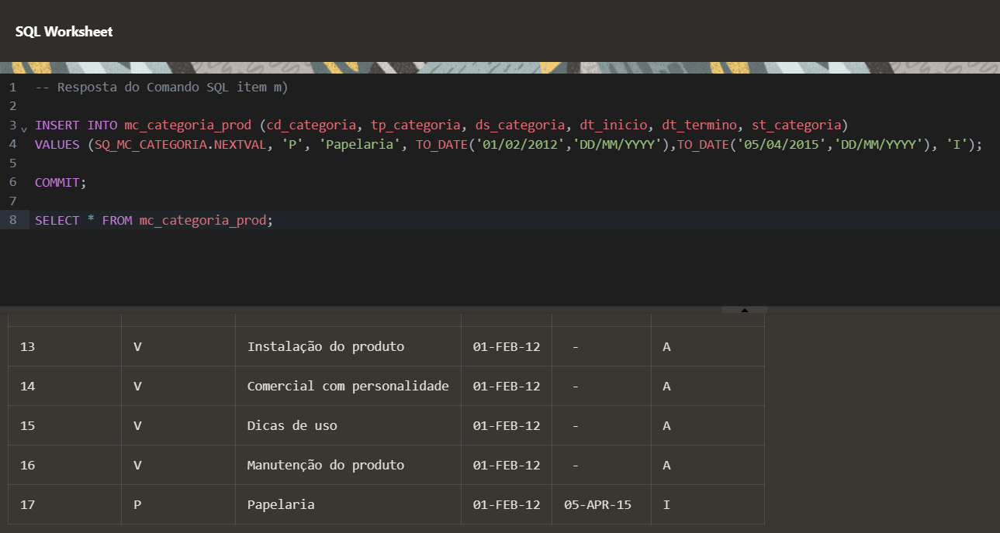 SQL Worksheet
1 -- Resposta do Comando SQL item m)
2
3 INSERT INTO mc_categoria_prod (cd_categoria, tp_categoria, ds_categoria, dt_inicio, dt_termino, st_categoria)
4 VALUES (SQ_MC_CATEGORIA.NEXTVAL, 'P', 'Papelaria', TO_DATE('01/02/2012','DD/MM/YYYY'),TO_DATE('05/04/2015','DD/MM/YYYY'), 'I');
5
6 COMMIT;
7
8 SELECT * FROM mc_categoria_prod;
13 V Instalação do produto 01-FEB-12 - A
14 V Comercial com personalidade 01-FEB-12 - A
15 V Dicas de uso 01-FEB-12 - A
16 V Manutenção do produto 01-FEB-12 - A
17 P Papelaria 01-FEB-12 05-APR-15 I